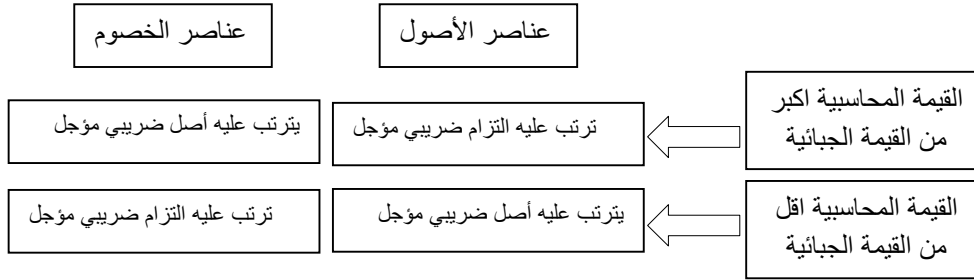 عناصر الأصول
عناصر الخصوم
القيمة المحاسبية اكبر
من القيمة الجبائية
ترتب عليه التزام ضريبي مؤجل
يترتب عليه أصل ضريبي مؤجل
القيمة المحاسبية اقل
من القيمة الجبائية
يترتب عليه أصل ضريبي مؤجل
ترتب عليه التزام ضريبي مؤجل